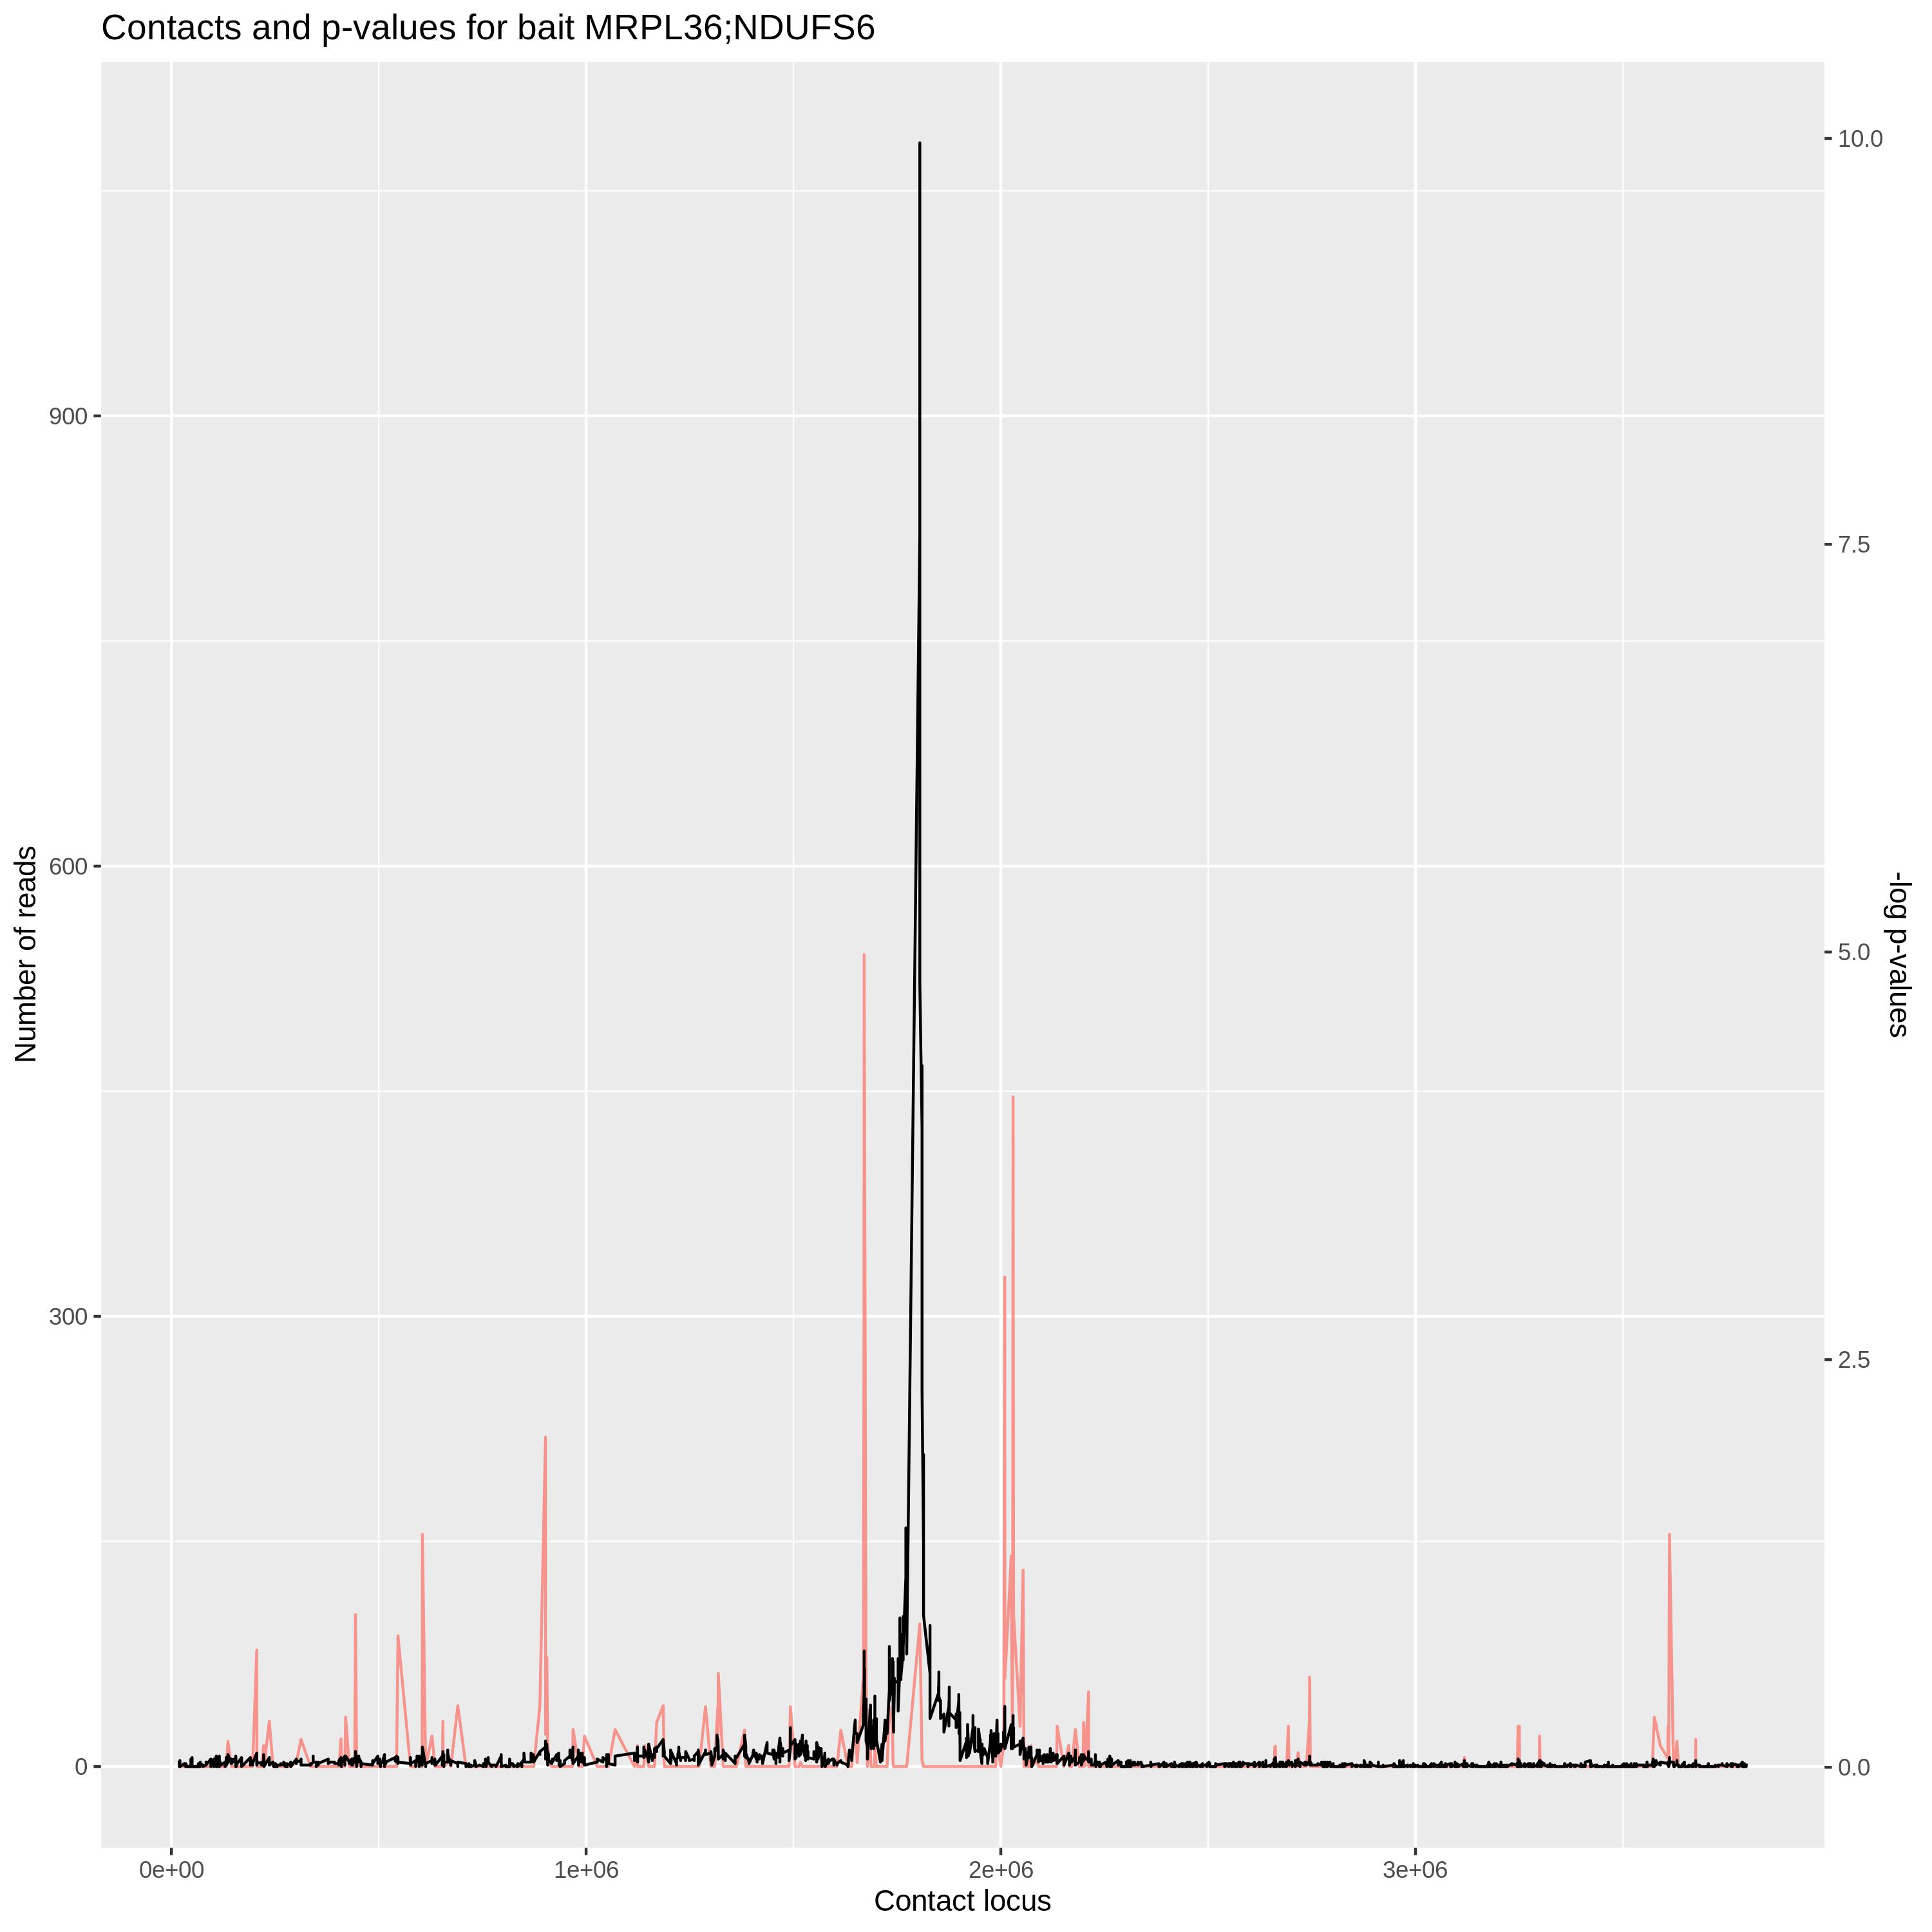 Contacts and p-values for bait MRPL36;NDUFS6
10.0
900
7.5
600
5.0
Number of reads
-log p-values
300
2.5
0
0.0
0e+00
1e+06
2e+06
3e+06
Contact locus